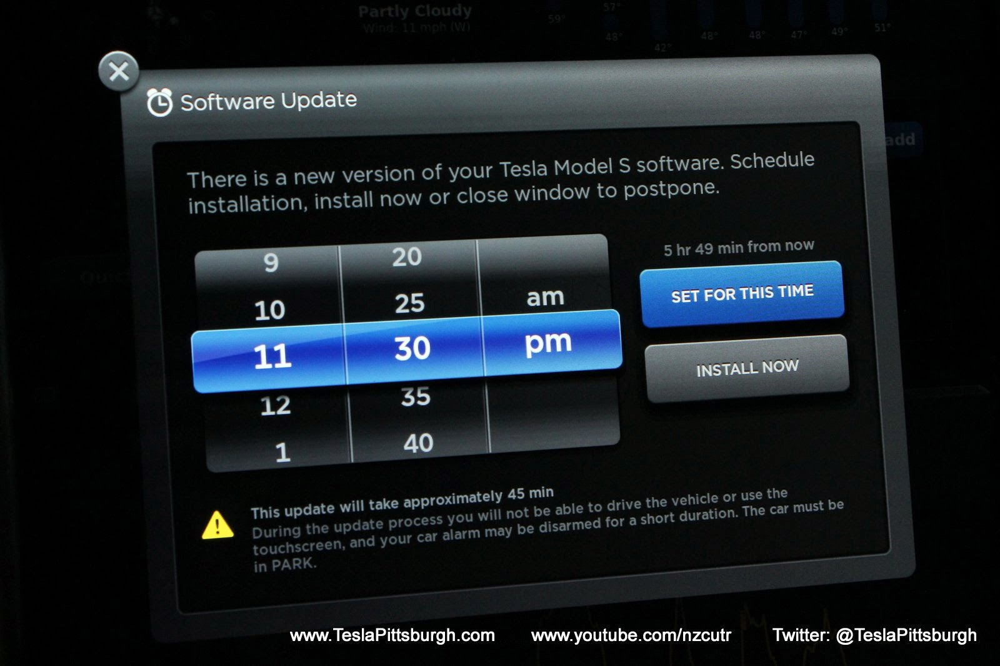 Partly Cloudy
Wind: 11 mph (W)
59°
57°
48°
42°
48°
48°
47°
49°
51°
Software Update
add
There is a new version of your Tesla Model S software. Schedule
installation, install now or close window to postpone.
9 20
10 25 am
11 30 pm
12 35
1 40
5 hr 49 min from now
SET FOR THIS TIME
INSTALL NOW
This update will take approximately 45 min
During the update process you will not be able to drive the vehicle or use the
touchscreen, and your car alarm may be disarmed for a short duration. The car must be
in PARK.
www.TeslaPittsburgh.com www.youtube.com/nzcutr Twitter: @TeslaPittsburgh